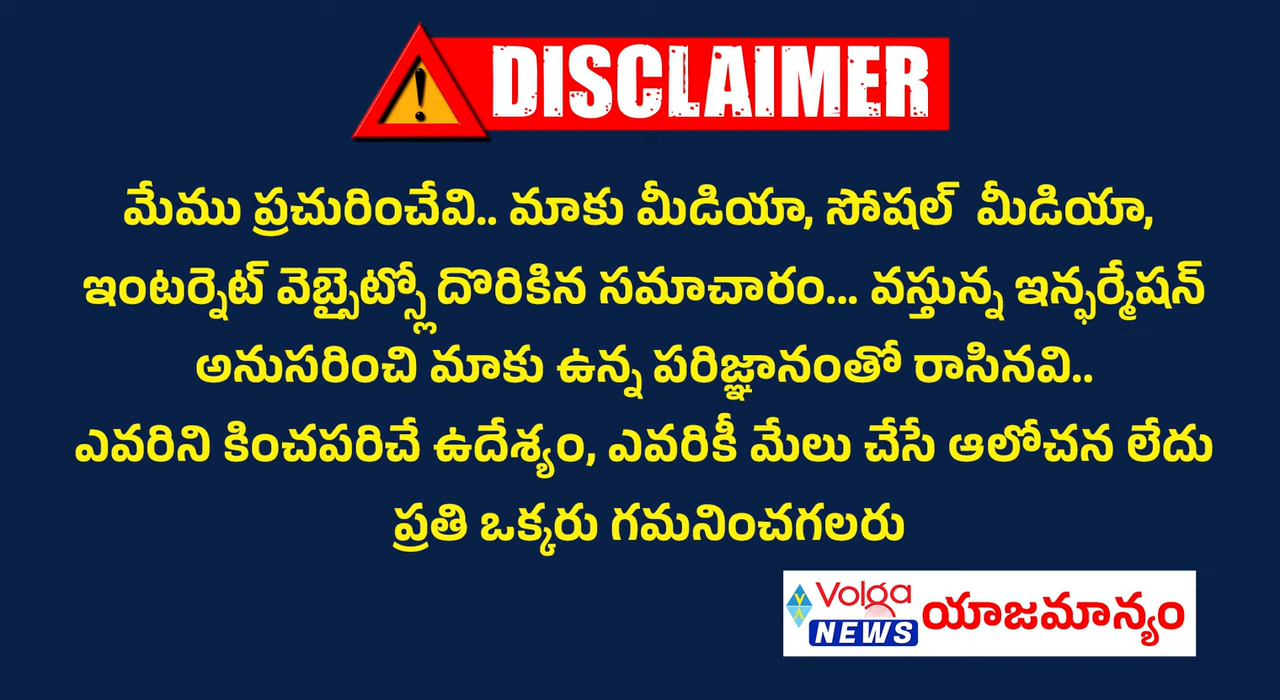 DISCLAIMER
మేము ప్రచురించేవి.. మాకు మీడియా, సోషల్ మీడియా,
ఇంటర్నెట్ వెబ్సైట్స్లో దొరికిన సమాచారం... వస్తున్న ఇన్ఫర్మేషన్
అనుసరించి మాకు ఉన్న పరిజ్ఞానంతో రాసినవి..
ఎవరిని కించపరిచే ఉదేశ్యం, ఎవరికీ మేలు చేసే ఆలోచన లేదు
ప్రతి ఒక్కరు గమనించగలరు
Volga
NEWS యాజమాన్యం